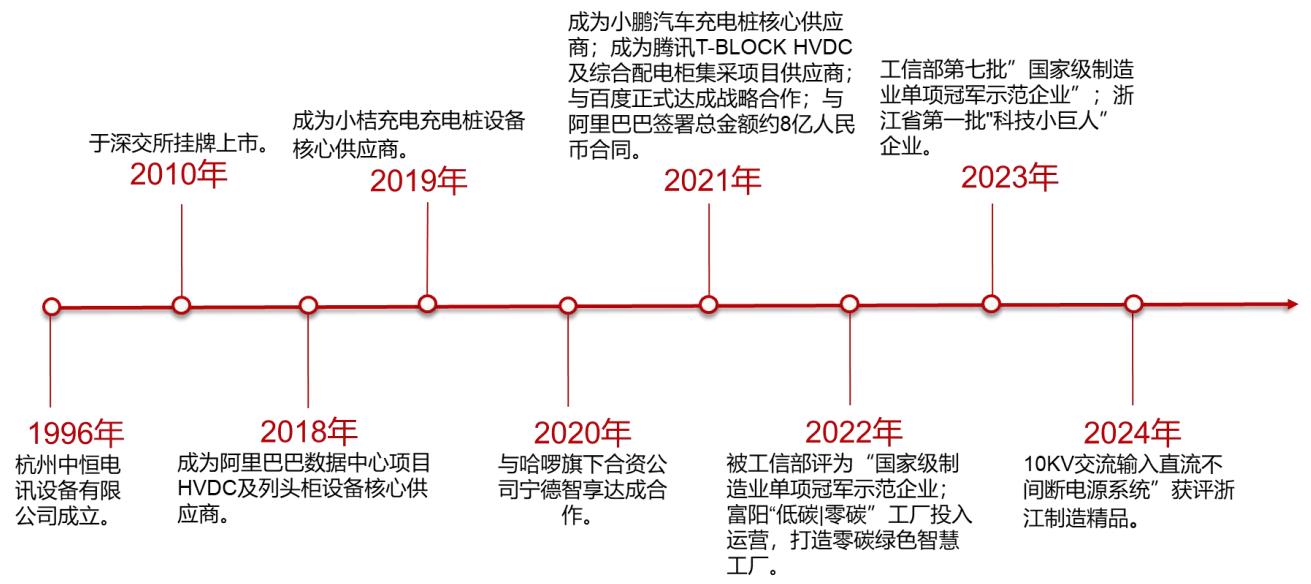 成为小鹏汽车充电桩核心供应
商；成为腾讯T-BLOCK HVDC
及综合配电柜集采项目供应商；
与百度正式达成战略合作；与
阿里巴巴签署总金额约8亿人民
币合同。
工信部第七批”国家级制造
业单项冠军示范企业”；浙
江省第一批"科技小巨人”
企业。
成为小桔充电充电桩设备
核心供应商。
于深交所挂牌上市。
2010年
2019年
2021年
2023年
1996年
杭州中恒电
讯设备有限
公司成立。
2018年
成为阿里巴巴数据中心项目
HVDC及列头柜设备核心供
应商。
2020年
与哈啰旗下合资公
司宁德智享达成合
作。
2022年
被工信部评为“国家级制
造业单项冠军示范企业；
富阳“低碳|零碳”工厂投入
运营，打造零碳绿色智慧
工厂。
2024年
10KV交流输入直流不
间断电源系统”获评浙
江制造精品。